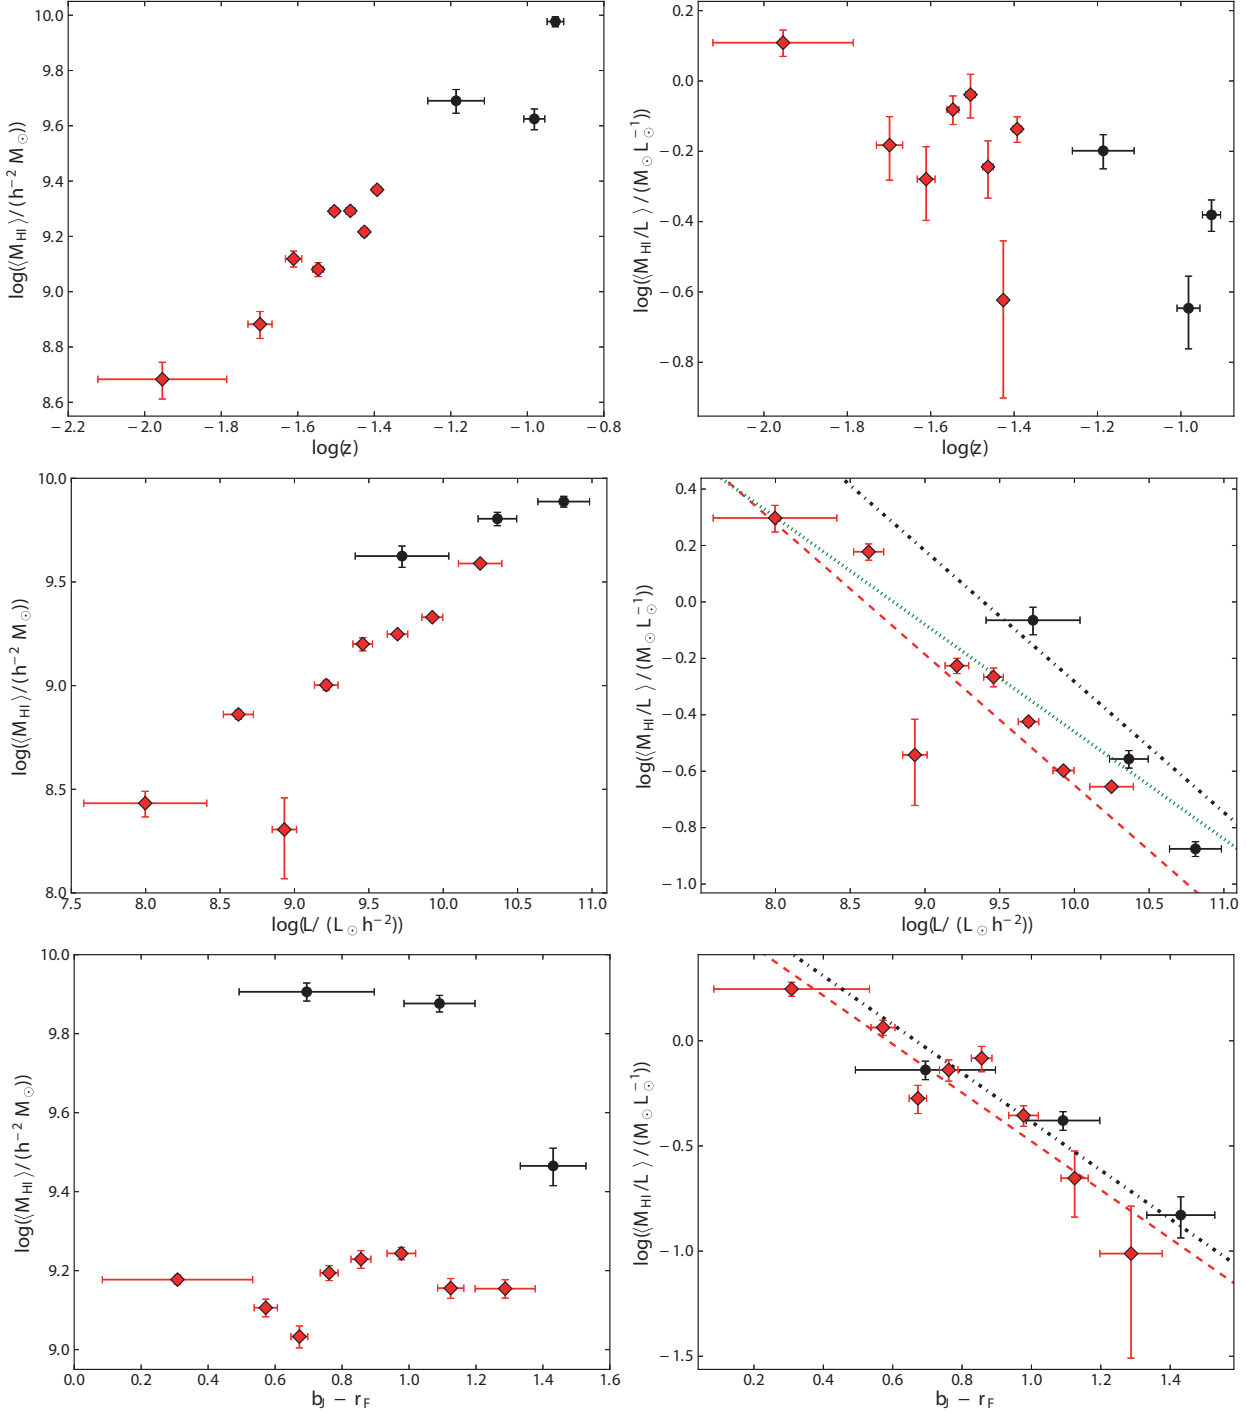 10.0
9.8
9.6
9.4
9.2
9.0
8.8
8.6
log(⟨M_HI⟩/(h⁻² M_⊙))
−2.2 −2.0 −1.8 −1.6 −1.4 −1.2 −1.0 −0.8
log(z)
0.2
0.0
−0.2
−0.4
−0.6
−0.8
log(⟨M_HI/L⟩/(M_⊙ L_⊙⁻¹))
−2.0 −1.8 −1.6 −1.4 −1.2 −1.0
log(z)
10.0
9.5
9.0
8.5
8.0
log(⟨M_HI⟩/(h⁻² M_⊙))
7.5 8.0 8.5 9.0 9.5 10.0 10.5 11.0
log(L/ (L_⊙ h⁻²))
0.4
0.2
0.0
−0.2
−0.4
−0.6
−0.8
−1.0
log(⟨M_HI/L⟩/(M_⊙ L_⊙⁻¹))
8.0 8.5 9.0 9.5 10.0 10.5 11.0
log(L/ (L_⊙ h⁻²))
10.0
9.8
9.6
9.4
9.2
9.0
log(⟨M_HI⟩/(h⁻² M_⊙))
0.0 0.2 0.4 0.6 0.8 1.0 1.2 1.4 1.6
b_J − r_F
0.0
−0.5
−1.0
−1.5
log(⟨M_HI/L⟩/(M_⊙ L_⊙⁻¹))
0.2 0.4 0.6 0.8 1.0 1.2 1.4
b_J − r_F